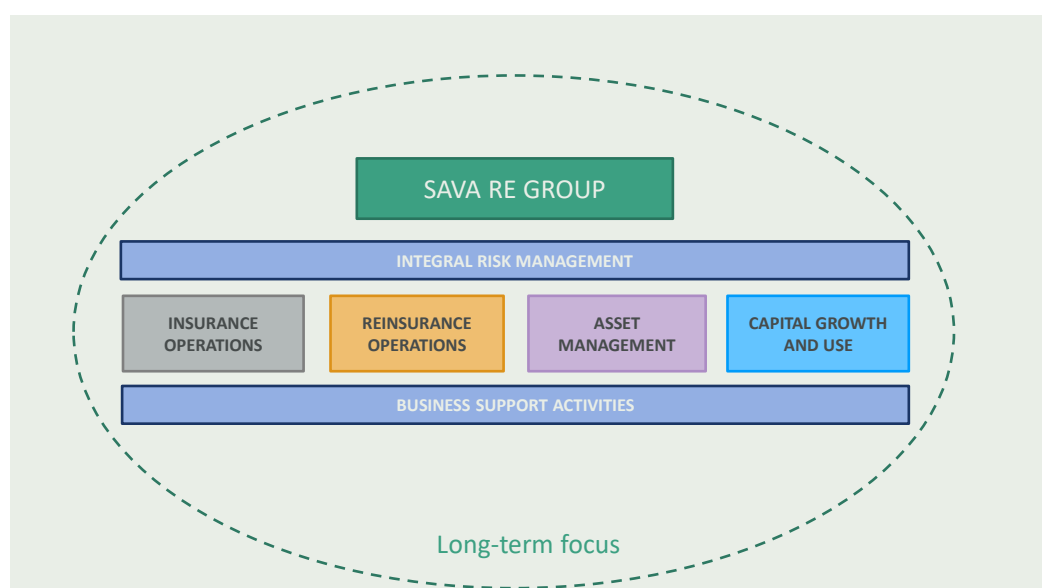 SAVA RE GROUP
INTEGRAL RISK MANAGEMENT
INSURANCE
OPERATIONS
REINSURANCE
OPERATIONS
ASSET
MANAGEMENT
CAPITAL GROWTH
AND USE
BUSINESS SUPPORT ACTIVITIES
Long-term focus